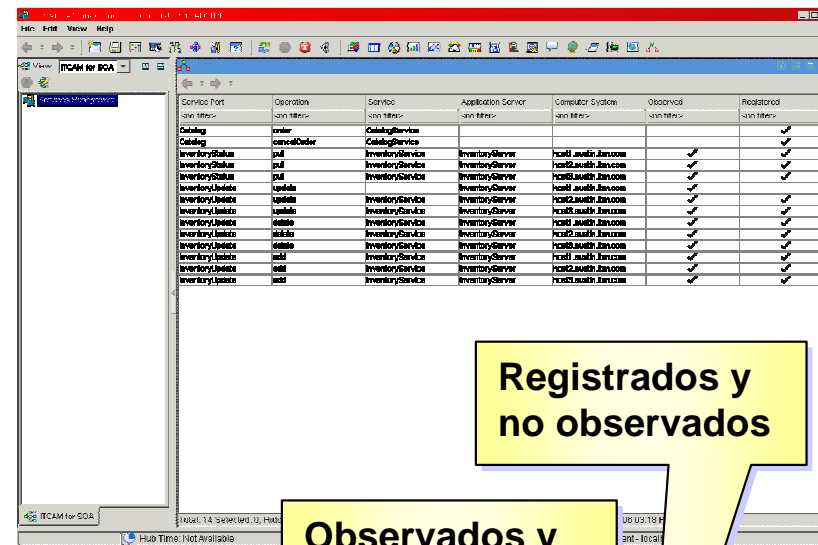 File Edit View Help
View ITCAM for SOA
Services Management
Service Port Operation Service Application Server Computer System Observed Registered
<no filter> <no filter> <no filter> <no filter> <no filter> <no filter> <no filter>
Catalog order CatalogService
Catalog cancelOrder CatalogService
InventoryStatus pull InventoryService InventoryServer host1.austin.ibm.com
InventoryStatus pull InventoryService InventoryServer host2.austin.ibm.com
InventoryStatus pull InventoryService InventoryServer host3.austin.ibm.com
InventoryUpdate update host1.austin.ibm.com
InventoryUpdate update InventoryService InventoryServer host2.austin.ibm.com
InventoryUpdate update InventoryService InventoryServer host3.austin.ibm.com
InventoryUpdate delete InventoryService InventoryServer host1.austin.ibm.com
InventoryUpdate delete InventoryService InventoryServer host2.austin.ibm.com
InventoryUpdate delete InventoryService InventoryServer host3.austin.ibm.com
InventoryUpdate add InventoryService InventoryServer host1.austin.ibm.com
InventoryUpdate add InventoryService InventoryServer host2.austin.ibm.com
InventoryUpdate add InventoryService InventoryServer host3.austin.ibm.com
Registrados y
no observados
ITCAM for SOA
Total: 14 Selected: 0,
Observados y
Hub Time: Not Available